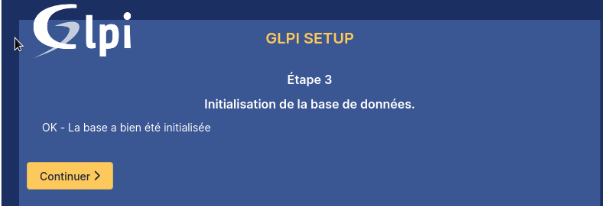 Glpi
GLPI SETUP
Étape 3
Initialisation de la base de données.
OK - La base a bien été initialisée
Continuer